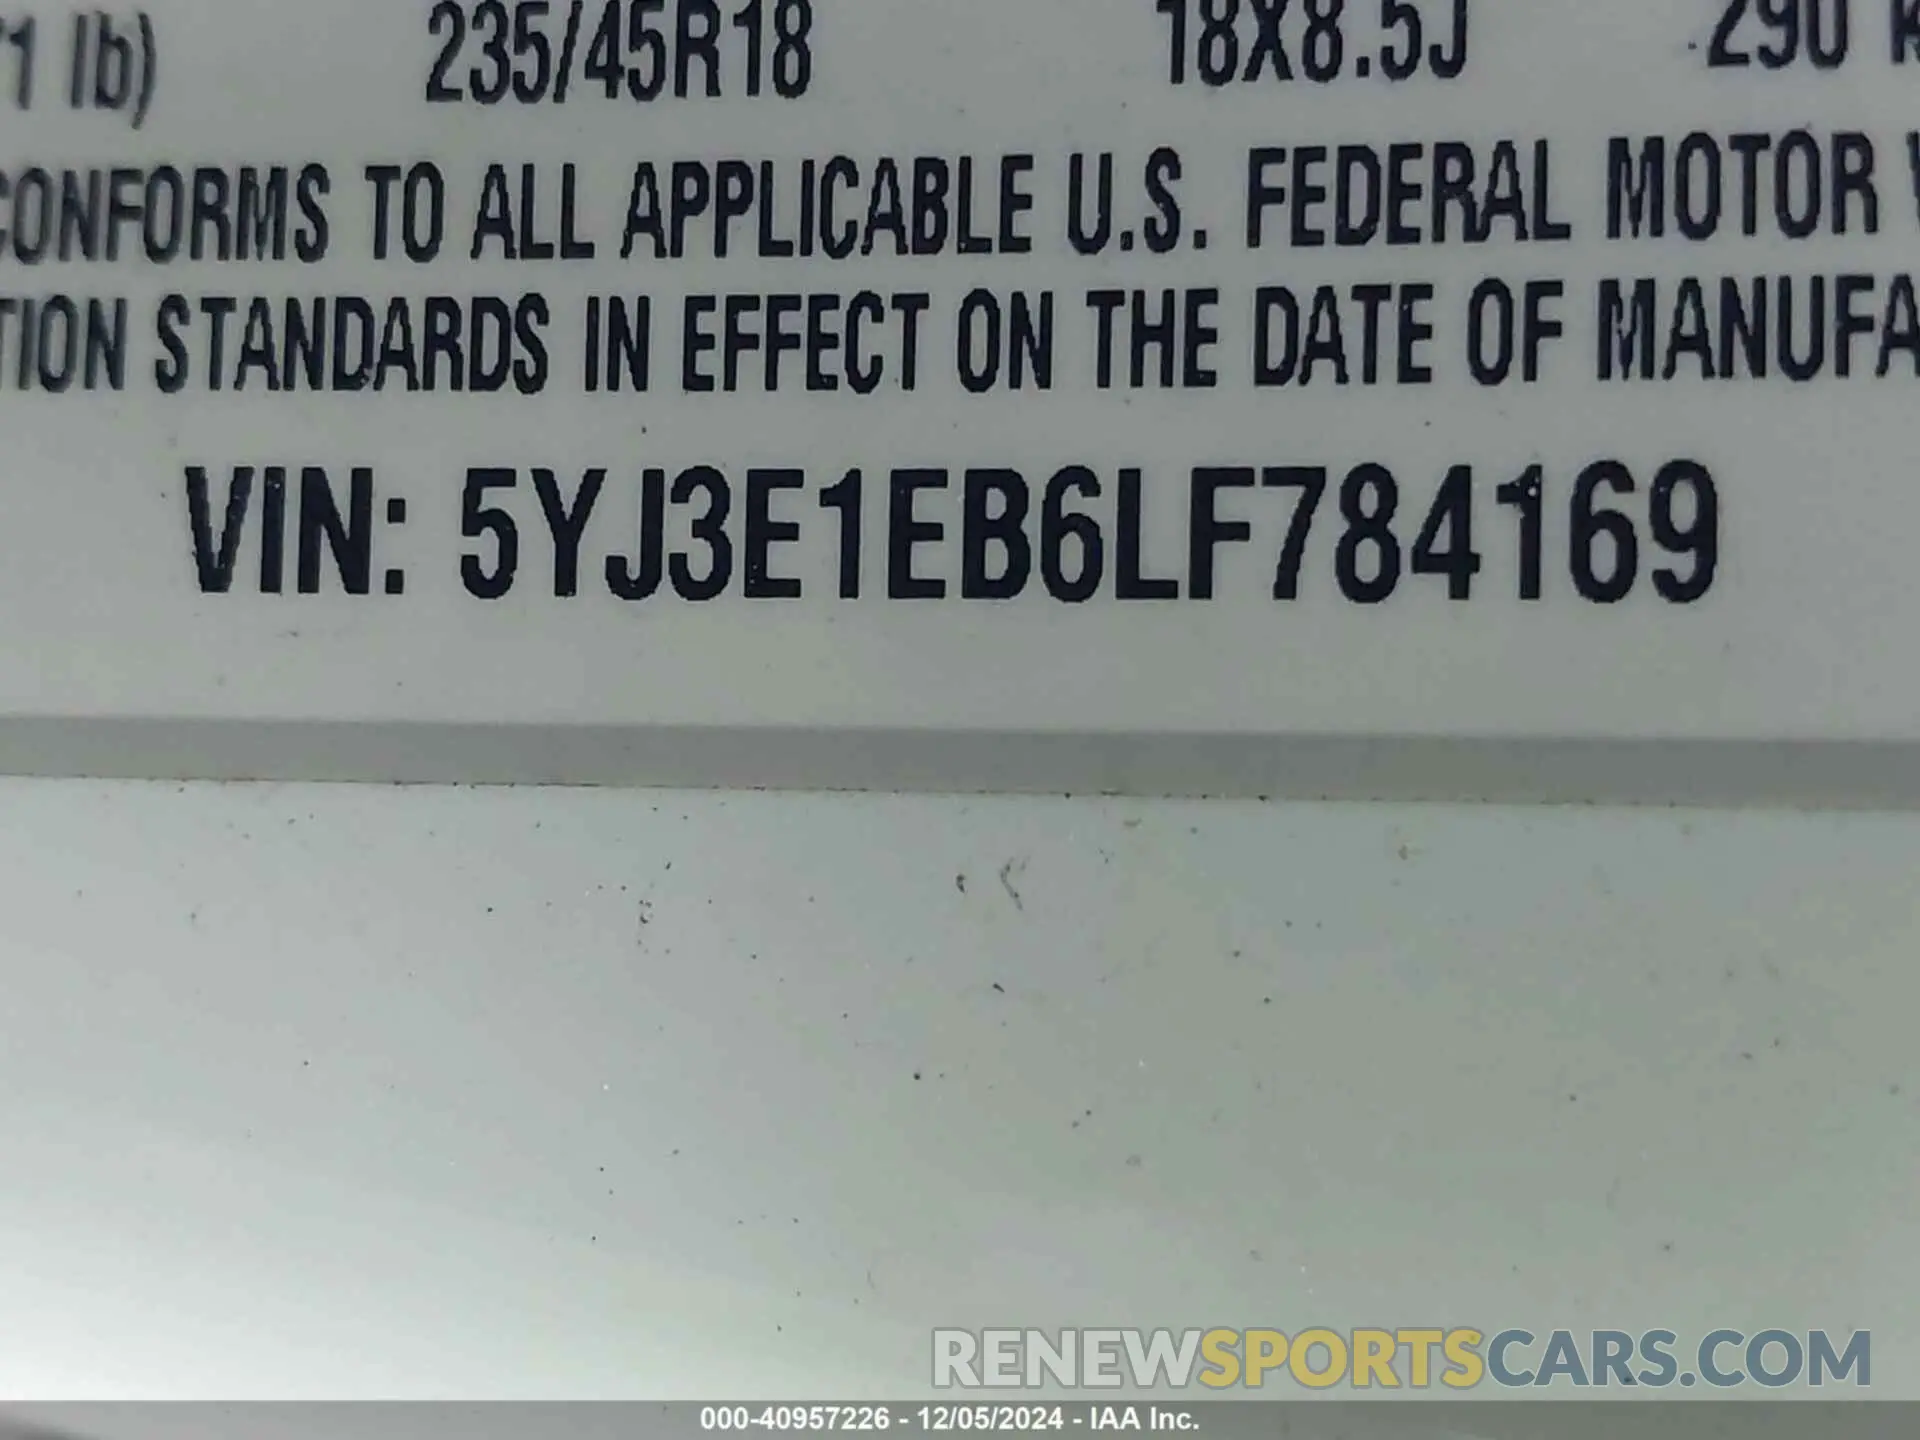 1 lb) 235/45R18 18X8.5J 290
CONFORMS TO ALL APPLICABLE U.S. FEDERAL MOTOR
TION STANDARDS IN EFFECT ON THE DATE OF MANUFA
VIN: 5YJ3E1EB6LF784169
RENEWSPORTSCARS.COM
000-40957226 - 12/05/2024 - IAA Inc.